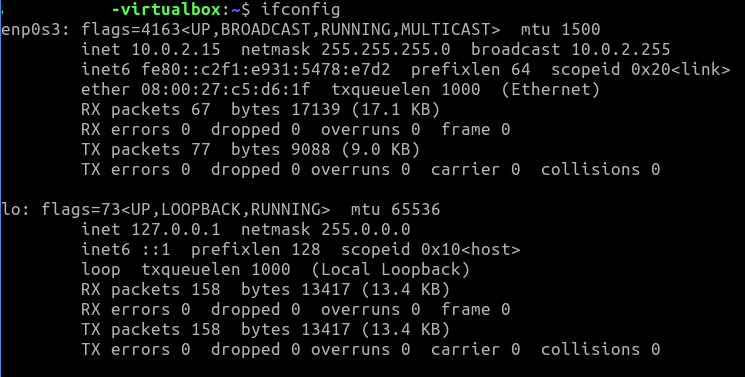 -virtualbox:~$ ifconfig
enp0s3: flags=4163<UP,BROADCAST,RUNNING,MULTICAST>  mtu 1500
        inet 10.0.2.15  netmask 255.255.255.0  broadcast 10.0.2.255
        inet6 fe80::c2f1:e931:5478:e7d2  prefixlen 64  scopeid 0x20<link>
        ether 08:00:27:c5:d6:1f  txqueuelen 1000  (Ethernet)
        RX packets 67  bytes 17139 (17.1 KB)
        RX errors 0  dropped 0  overruns 0  frame 0
        TX packets 77  bytes 9088 (9.0 KB)
        TX errors 0  dropped 0 overruns 0  carrier 0  collisions 0

lo: flags=73<UP,LOOPBACK,RUNNING>  mtu 65536
        inet 127.0.0.1  netmask 255.0.0.0
        inet6 ::1  prefixlen 128  scopeid 0x10<host>
        loop  txqueuelen 1000  (Local Loopback)
        RX packets 158  bytes 13417 (13.4 KB)
        RX errors 0  dropped 0  overruns 0  frame 0
        TX packets 158  bytes 13417 (13.4 KB)
        TX errors 0  dropped 0 overruns 0  carrier 0  collisions 0